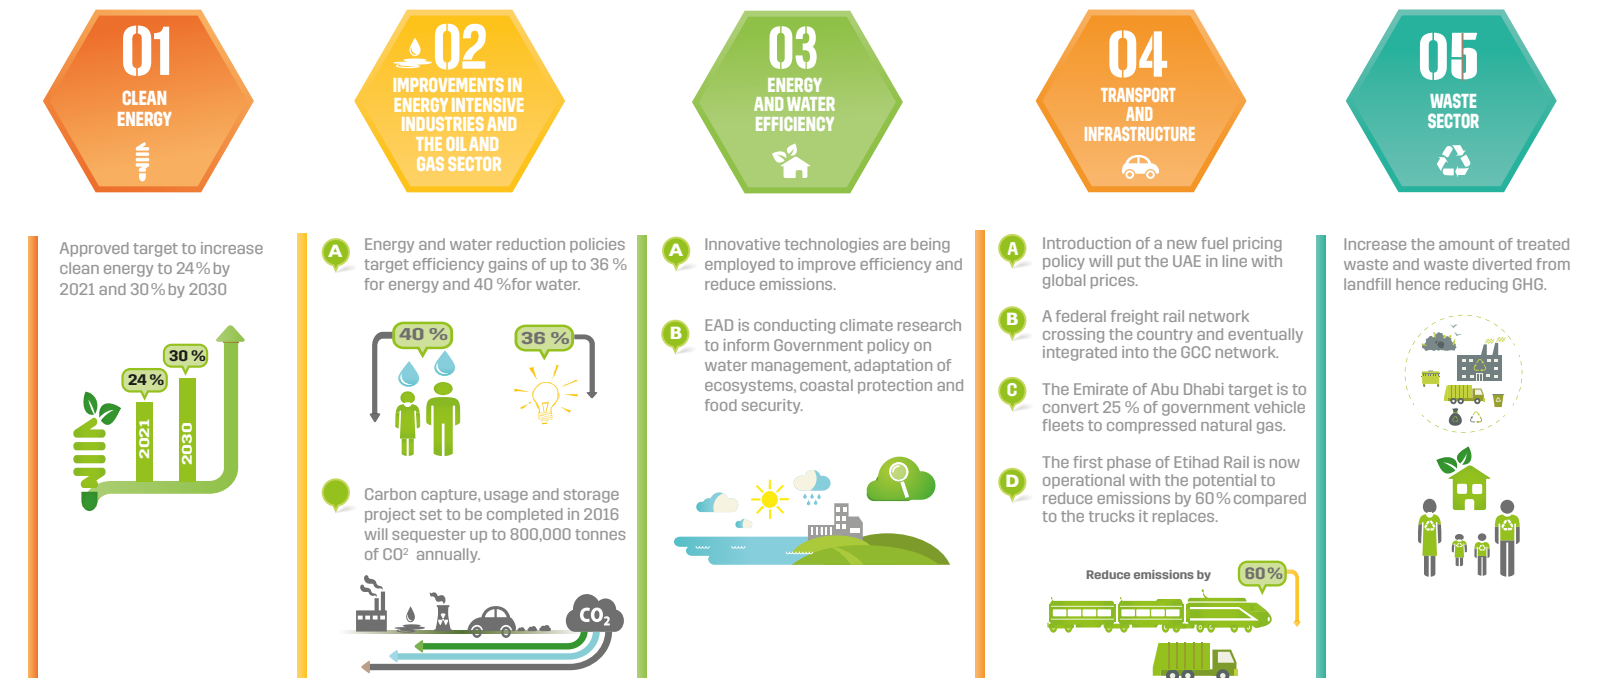 01
CLEAN
ENERGY
Approved target to increase
clean energy to 24% by
2021 and 30% by 2030
24%
30%
2021
2030
02
IMPROVEMENTS IN
ENERGY INTENSIVE
INDUSTRIES AND
THE OIL AND
GAS SECTOR
A
Energy and water reduction policies
target efficiency gains of up to 36 %
for energy and 40 %for water.
40 %
36 %
Carbon capture, usage and storage
project set to be completed in 2016
will sequester up to 800,000 tonnes
of CO² annually.
CO₂
03
ENERGY
AND WATER
EFFICIENCY
A
Innovative technologies are being
employed to improve efficiency and
reduce emissions.
B
EAD is conducting climate research
to inform Government policy on
water management, adaptation of
ecosystems, coastal protection and
food security.
04
TRANSPORT
AND
INFRASTRUCTURE
A
Introduction of a new fuel pricing
policy will put the UAE in line with
global prices.
B
A federal freight rail network
crossing the country and eventually
integrated into the GCC network.
C
The Emirate of Abu Dhabi target is to
convert 25 % of government vehicle
fleets to compressed natural gas.
D
The first phase of Etihad Rail is now
operational with the potential to
reduce emissions by 60% compared
to the trucks it replaces.
Reduce emissions by
60%
05
WASTE
SECTOR
Increase the amount of treated
waste and waste diverted from
landfill hence reducing GHG.